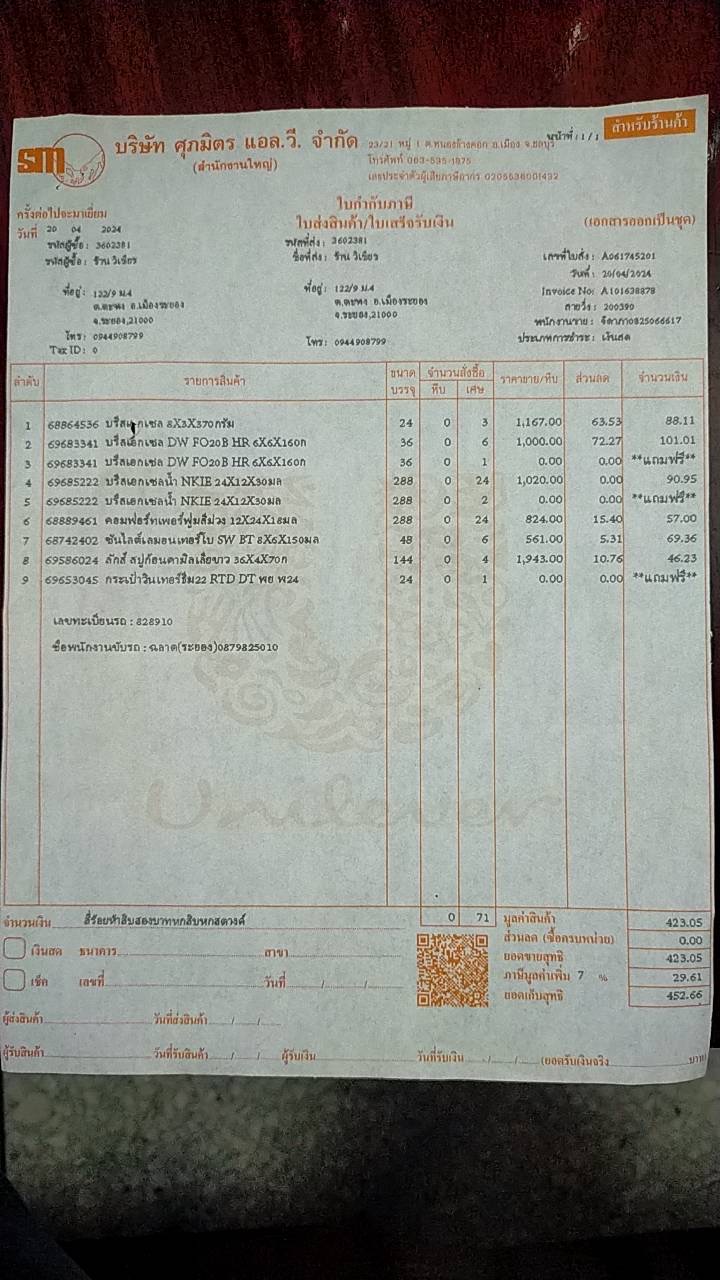 หน้าที่ : 1 / 1
สำหรับร้านค้า
sm
บริษัท ศุภมิตร แอล.วี. จำกัด
(สำนักงานใหญ่)
23/21 หมู่ 1 ต.หนองข้างคอก อ.เมือง จ.ชลบุรี
โทรศัพท์ 063-535-1975
เลขประจำตัวผู้เสียภาษีอากร 0205536001432
ใบกำกับภาษี
ใบส่งสินค้า/ใบเสร็จรับเงิน
(เอกสารออกเป็นชุด)
ครั้งต่อไปจะมาเยี่ยม
วันที่ 20 04 2024
รหัสผู้ซื้อ : 3602381
ชื่อผู้ซื้อ : ร้าน วิเชียร
ที่อยู่ : 122/9 ม.4
ต.ตะพง อ.เมืองระยอง
จ.ระยอง,21000
โทร : 0944908799
Tax ID : 0
รหัสที่ส่ง : 3602381
ชื่อที่ส่ง : ร้าน วิเชียร
ที่อยู่ : 122/9 ม.4
ต.ตะพง อ.เมืองระยอง
จ.ระยอง,21000
โทร : 0944908799
เลขที่ใบสั่ง : A061745201
วันที่ : 20/04/2024
Invoice No: A101638878
สายวิ่ง : 200390
พนักงานขาย : จิดาภา0825066617
ประเภทการชำระ : เงินสด
ลำดับ รายการสินค้า ขนาดบรรจุ จำนวนสั่งซื้อ หีบ เศษ ราคาขาย/หีบ ส่วนลด จำนวนเงิน
1 68864536 บรีสเอกเซล 8X3X370กรัม 24 0 3 1,167.00 63.53 88.11
2 69683341 บรีสเอกเซล DW FO20B HR 6X6X160ก 36 0 6 1,000.00 72.27 101.01
3 69683341 บรีสเอกเซล DW FO20B HR 6X6X160ก 36 0 1 0.00 0.00 **แถมฟรี**
4 69685222 บรีสเอกเซลน้ำ NKIE 24X12X30มล 288 0 24 1,020.00 0.00 90.95
5 69685222 บรีสเอกเซลน้ำ NKIE 24X12X30มล 288 0 2 0.00 0.00 **แถมฟรี**
6 68889461 คอมฟอร์ทเพอร์ฟูมสีม่วง 12X24X18มล 288 0 24 824.00 15.40 57.00
7 68742402 ซันไลต์เลมอนเทอร์โบ SW BT 8X6X150มล 48 0 6 561.00 5.31 69.36
8 69586024 ลักส์ สบู่ก้อนคามิลเลียขาว 36X4X70ก 144 0 4 1,943.00 10.76 46.23
9 69653045 กระเป๋าวินเทอร์ธีม22 RTD DT พย พ24 24 0 1 0.00 0.00 **แถมฟรี**
เลขทะเบียนรถ : 828910
ชื่อพนักงานขับรถ : ฉลาด(ระยอง)0879825010
Unilever
0 71
จำนวนเงิน สี่ร้อยห้าสิบสองบาทหกสิบหกสตางค์
มูลค่าสินค้า 423.05
ส่วนลด (ซื้อครบหน่วย) 0.00
ยอดขายสุทธิ 423.05
ภาษีมูลค่าเพิ่ม 7 % 29.61
ยอดเก็บสุทธิ 452.66
เงินสด ธนาคาร สาขา
เช็ค เลขที่ วันที่ / /
ผู้ส่งสินค้า วันที่ส่งสินค้า / /
ผู้รับสินค้า วันที่รับสินค้า / / ผู้รับเงิน วันที่รับเงิน / / (ยอดรับเงินจริง บาท)